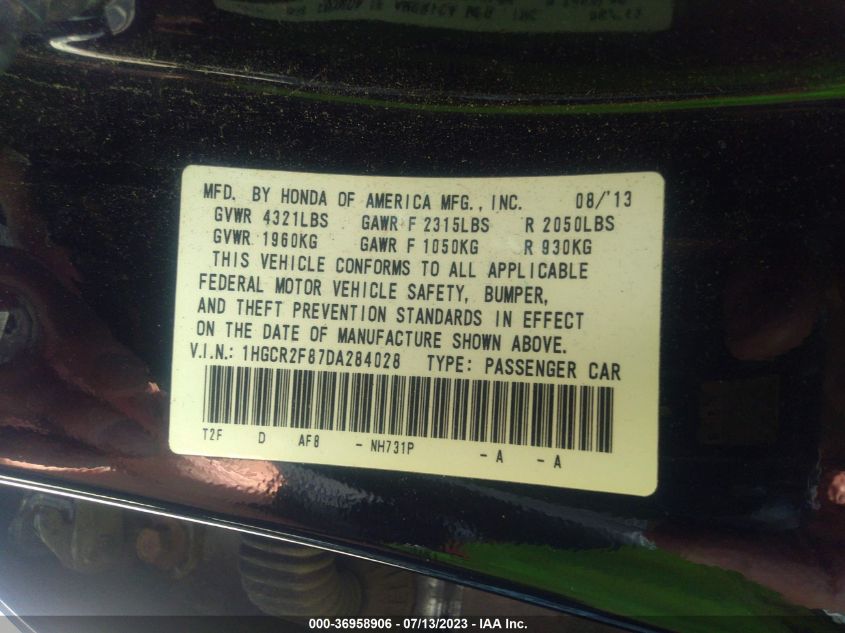 MFD. BY HONDA OF AMERICA MFG., INC. 08/'13
GVWR 4321LBS GAWR F 2315LBS R 2050LBS
GVWR 1960KG GAWR F 1050KG R 930KG
THIS VEHICLE CONFORMS TO ALL APPLICABLE
FEDERAL MOTOR VEHICLE SAFETY, BUMPER,
AND THEFT PREVENTION STANDARDS IN EFFECT
ON THE DATE OF MANUFACTURE SHOWN ABOVE.
V.I.N.: 1HGCR2F87DA284028 TYPE: PASSENGER CAR
T2F D AF8 - NH731P - A - A
000-36958906 / 07/13/2023 - IAA Inc.